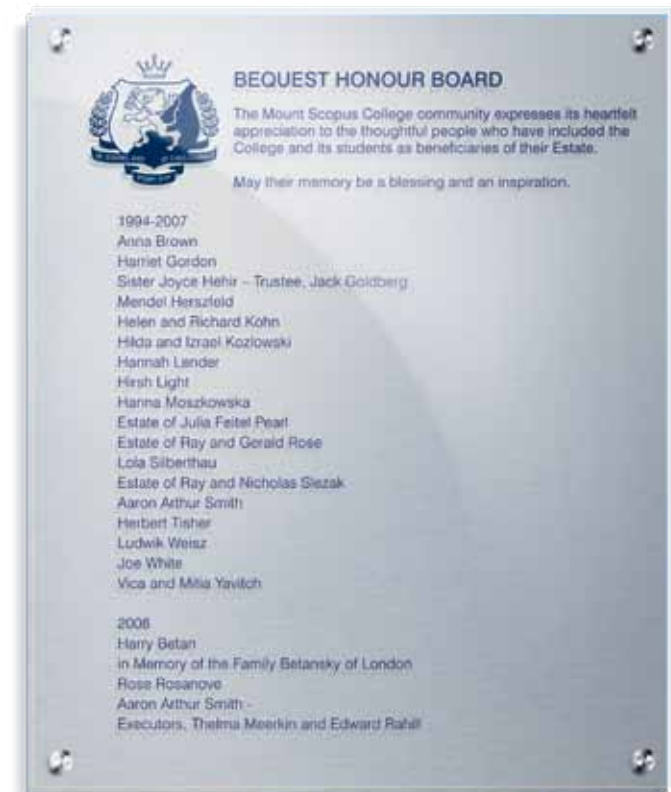 BEQUEST HONOUR BOARD
The Mount Scopus College community expresses its heartfelt
appreciation to the thoughtful people who have included the
College and its students as beneficiaries of their Estate.
May their memory be a blessing and an inspiration.
1994-2007
Anna Brown
Harriet Gordon
Sister Joyce Hehir – Trustee, Jack Goldberg
Mendel Herszfeld
Helen and Richard Kohn
Hilda and Izrael Kozlowski
Hannah Lender
Hirsh Light
Hanna Moszkowska
Estate of Julia Feitel Pearl
Estate of Ray and Gerald Rose
Lola Silberthau
Estate of Ray and Nicholas Slezak
Aaron Arthur Smith
Herbert Tisher
Ludwik Weisz
Joe White
Vica and Mitia Yavitch
2008
Harry Betan
in Memory of the Family Betansky of London
Rose Rosanove
Aaron Arthur Smith -
Executors, Thelma Meerkin and Edward Rahill